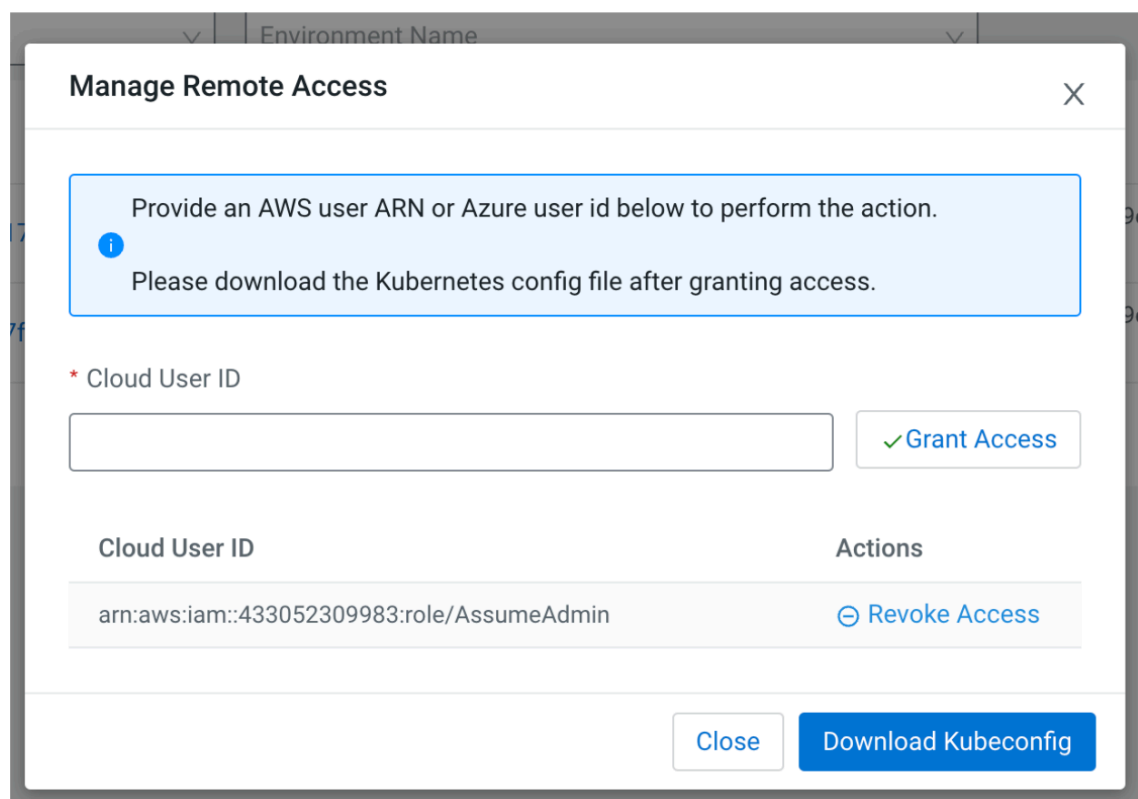 Environment Name
Manage Remote Access
Provide an AWS user ARN or Azure user id below to perform the action.
Please download the Kubernetes config file after granting access.
* Cloud User ID
Grant Access
Cloud User ID Actions
arn:aws:iam::433052309983:role/AssumeAdmin Revoke Access
Close Download Kubeconfig